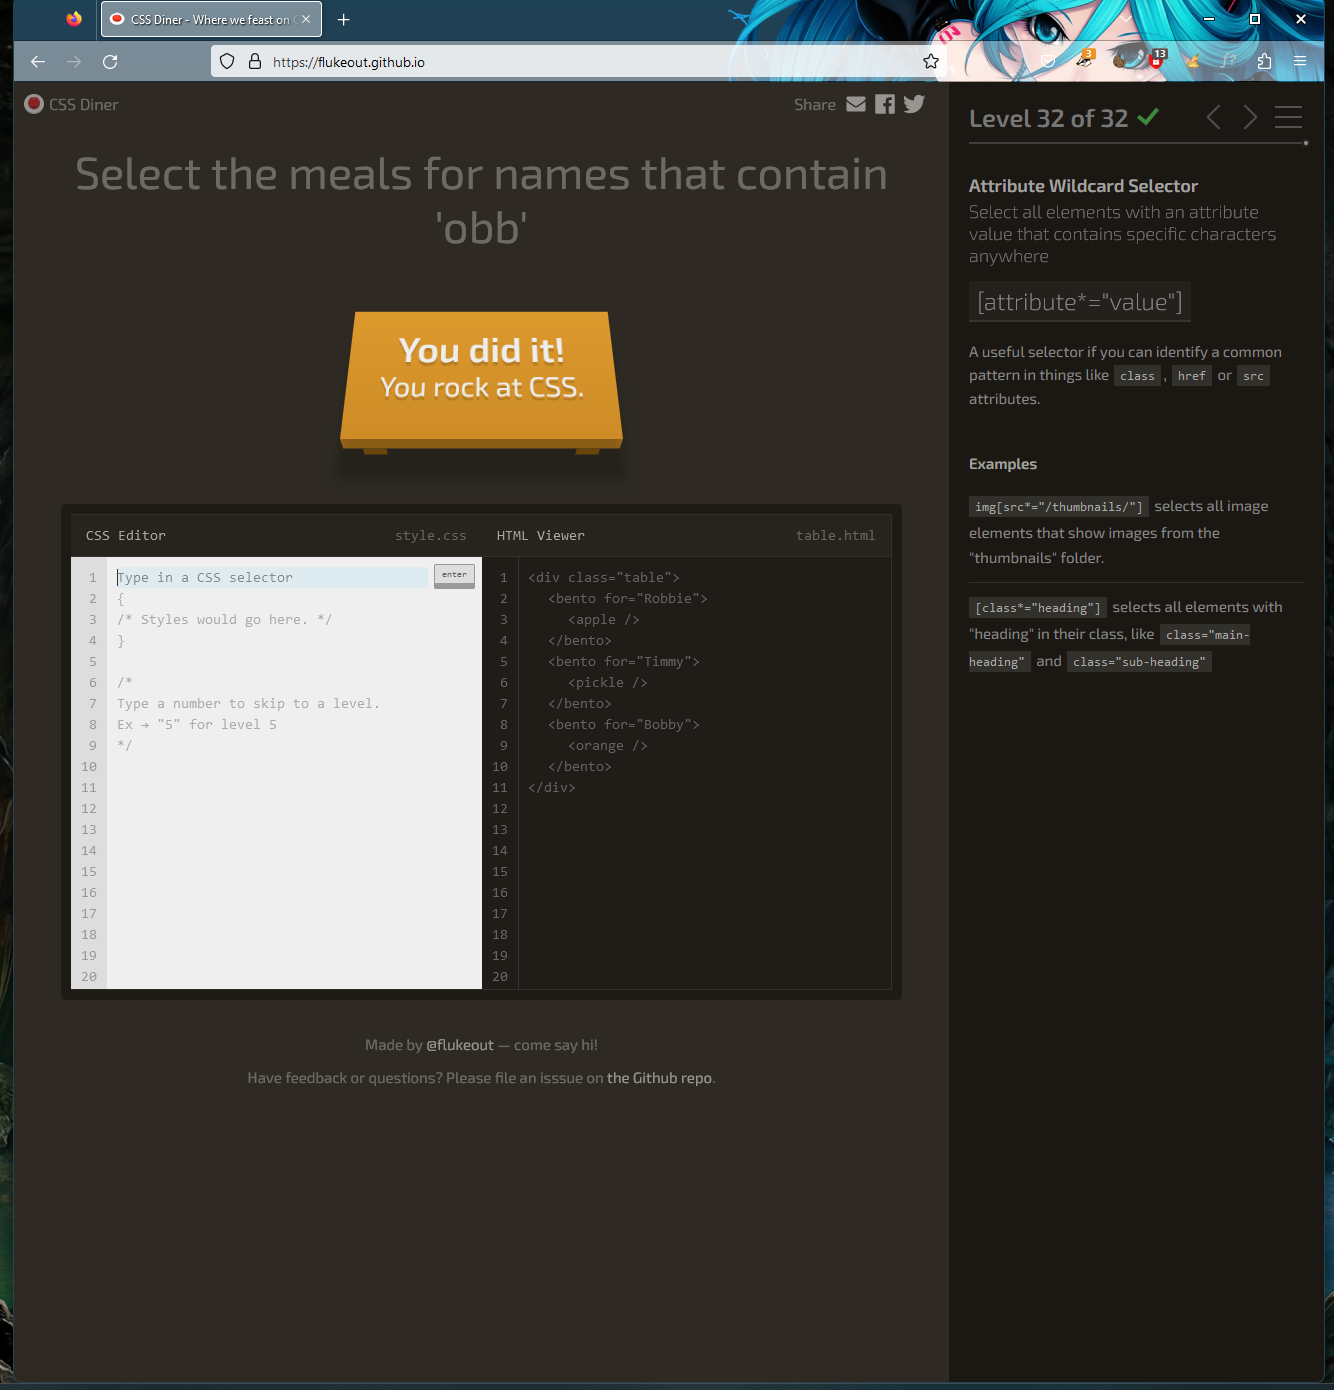 CSS Diner - Where we feast on
https://flukeout.github.io
3
13
f?
CSS Diner
Share
Level 32 of 32
Select the meals for names that contain
'obb'
You did it!
You rock at CSS.
Attribute Wildcard Selector
Select all elements with an attribute
value that contains specific characters
anywhere
[attribute*="value"]
A useful selector if you can identify a common
pattern in things like class, href or src
attributes.
Examples
img[src*="/thumbnails/"] selects all image
elements that show images from the
"thumbnails" folder.
[class*="heading"] selects all elements with
"heading" in their class, like class="main-
heading" and class="sub-heading"
CSS Editor
style.css
1 Type in a CSS selector
enter
2 {
3 /* Styles would go here. */
4 }
5
6 /*
7 Type a number to skip to a level.
8 Ex → "5" for level 5
9 */
10
11
12
13
14
15
16
17
18
19
20
HTML Viewer
table.html
1 <div class="table">
2 <bento for="Robbie">
3 <apple />
4 </bento>
5 <bento for="Timmy">
6 <pickle />
7 </bento>
8 <bento for="Bobby">
9 <orange />
10 </bento>
11 </div>
12
13
14
15
16
17
18
19
20
Made by @flukeout — come say hi!
Have feedback or questions? Please file an isssue on the Github repo.